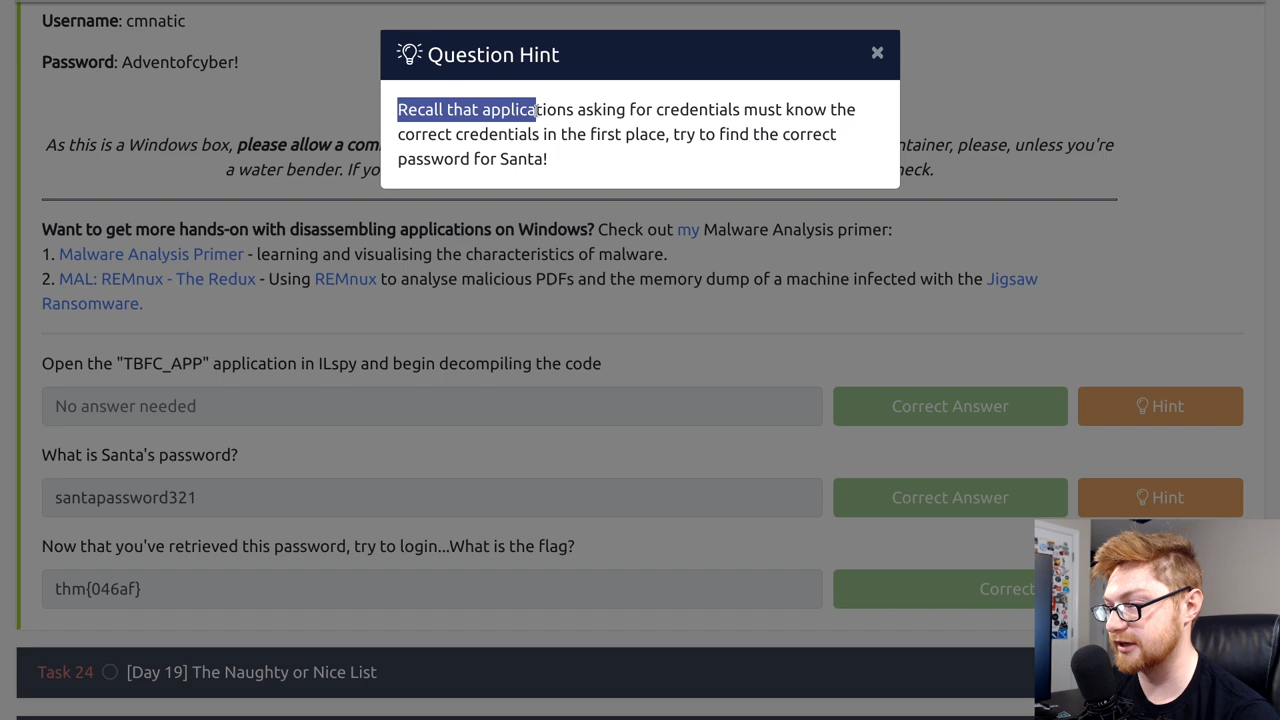 Username: cmnatic
Question Hint ×
Password: Adventofcyber!
Recall that applications asking for credentials must know the
correct credentials in the first place, try to find the correct
password for Santa!
As this is a Windows box, please allow a com ntainer, please, unless you're
a water bender. If yo heck.
Want to get more hands-on with disassembling applications on Windows? Check out my Malware Analysis primer:
1. Malware Analysis Primer - learning and visualising the characteristics of malware.
2. MAL: REMnux - The Redux - Using REMnux to analyse malicious PDFs and the memory dump of a machine infected with the Jigsaw
Ransomware.
Open the "TBFC_APP" application in ILspy and begin decompiling the code
No answer needed Correct Answer Hint
What is Santa's password?
santapassword321 Correct Answer Hint
Now that you've retrieved this password, try to login...What is the flag?
thm{046af} Correct
Task 24 [Day 19] The Naughty or Nice List